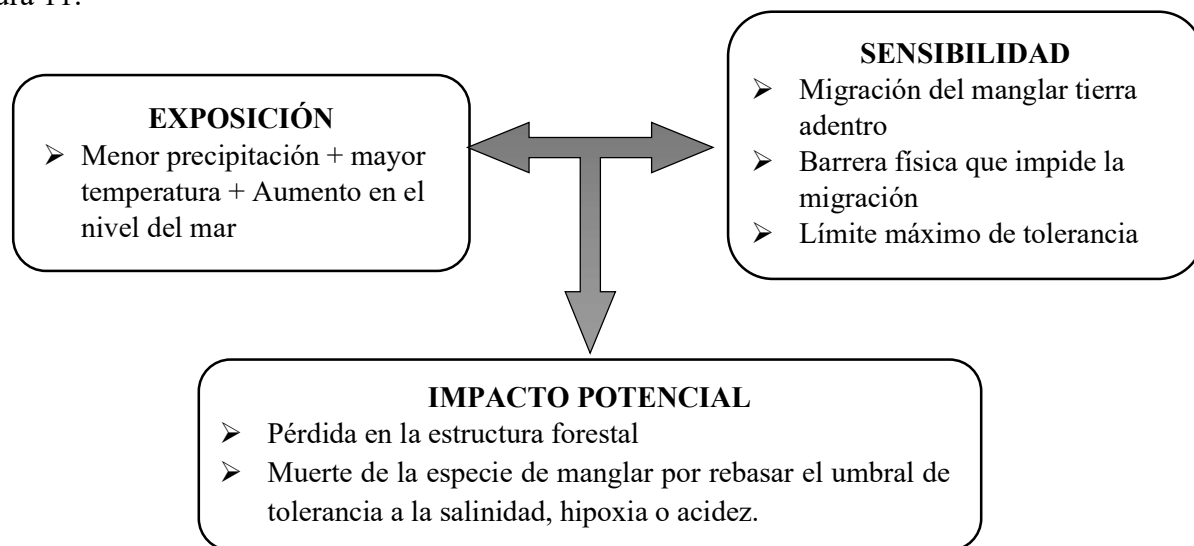 EXPOSICIÓN
➢ Menor precipitación + mayor
temperatura + Aumento en el
nivel del mar
SENSIBILIDAD
➢ Migración del manglar tierra
adentro
➢ Barrera física que impide la
migración
➢ Límite máximo de tolerancia
IMPACTO POTENCIAL
➢ Pérdida en la estructura forestal
➢ Muerte de la especie de manglar por rebasar el umbral de
tolerancia a la salinidad, hipoxia o acidez.